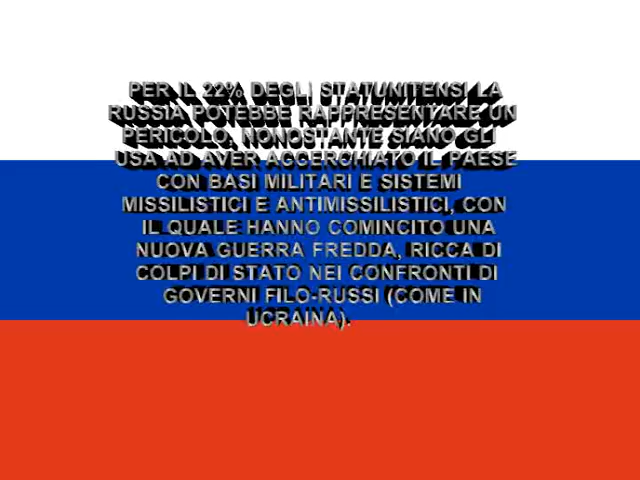 PER IL 22% DEGLI STATUNITENSI LA
RUSSIA POTEBBE RAPPRESENTARE UN
PERICOLO, NONOSTANTE SIANO GLI
USA AD AVER ACCERCHIATO IL PAESE
CON BASI MILITARI E SISTEMI
MISSILISTICI E ANTIMISSILISTICI, CON
IL QUALE HANNO COMINCITO UNA
NUOVA GUERRA FREDDA, RICCA DI
COLPI DI STATO NEI CONFRONTI DI
GOVERNI FILO-RUSSI (COME IN
UCRAINA).